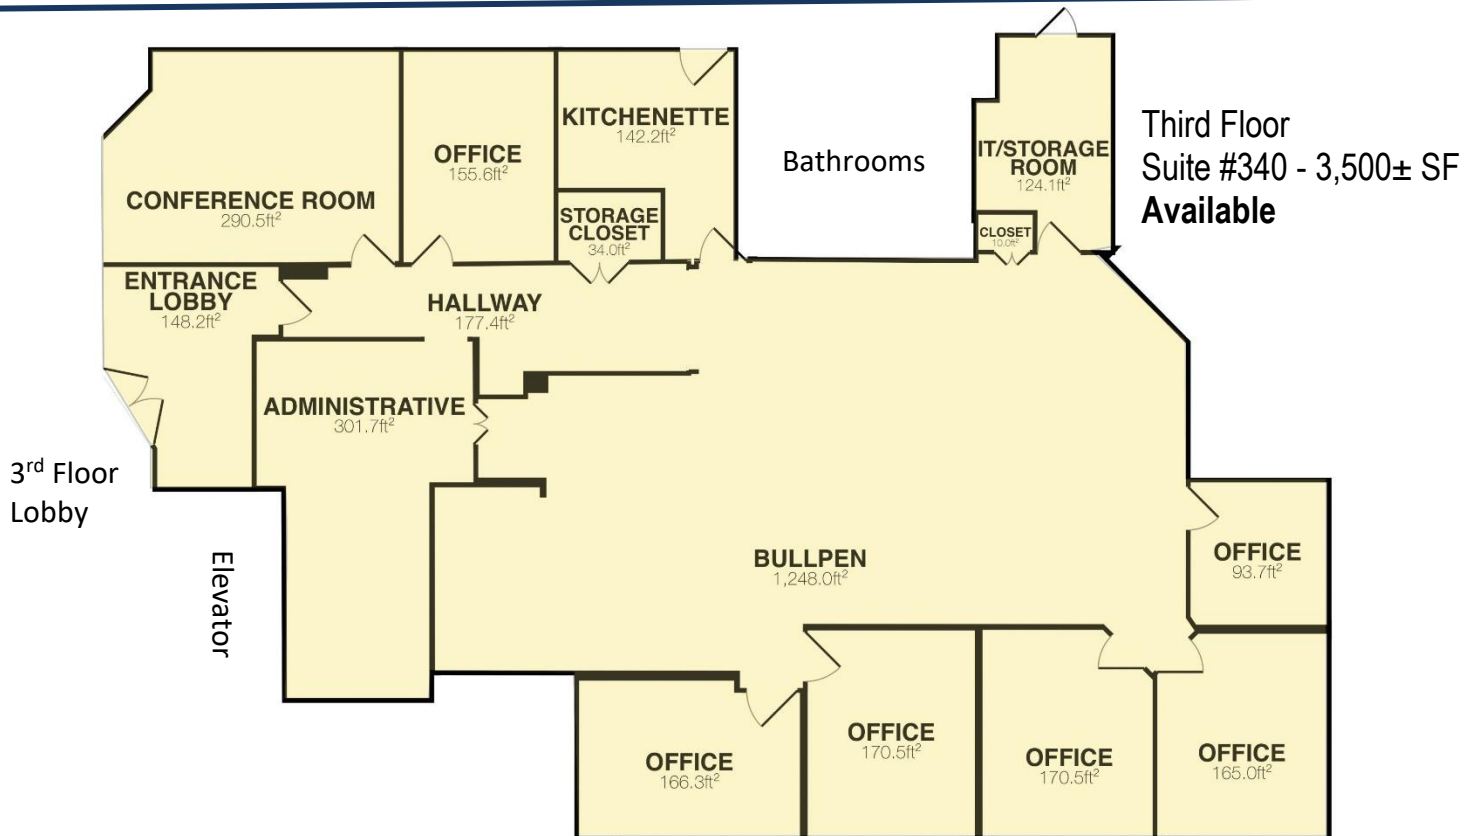 Third Floor
Suite #340 - 3,500± SF
Available
KITCHENETTE
142.2ft²
OFFICE
155.6ft²
Bathrooms
IT/STORAGE
ROOM
124.1ft²
CONFERENCE ROOM
290.5ft²
STORAGE
CLOSET
34.0ft²
CLOSET
10.0ft²
ENTRANCE
LOBBY
148.2ft²
HALLWAY
177.4ft²
ADMINISTRATIVE
301.7ft²
3rd Floor
Lobby
Elevator
BULLPEN
1,248.0ft²
OFFICE
93.7ft²
OFFICE
166.3ft²
OFFICE
170.5ft²
OFFICE
170.5ft²
OFFICE
165.0ft²